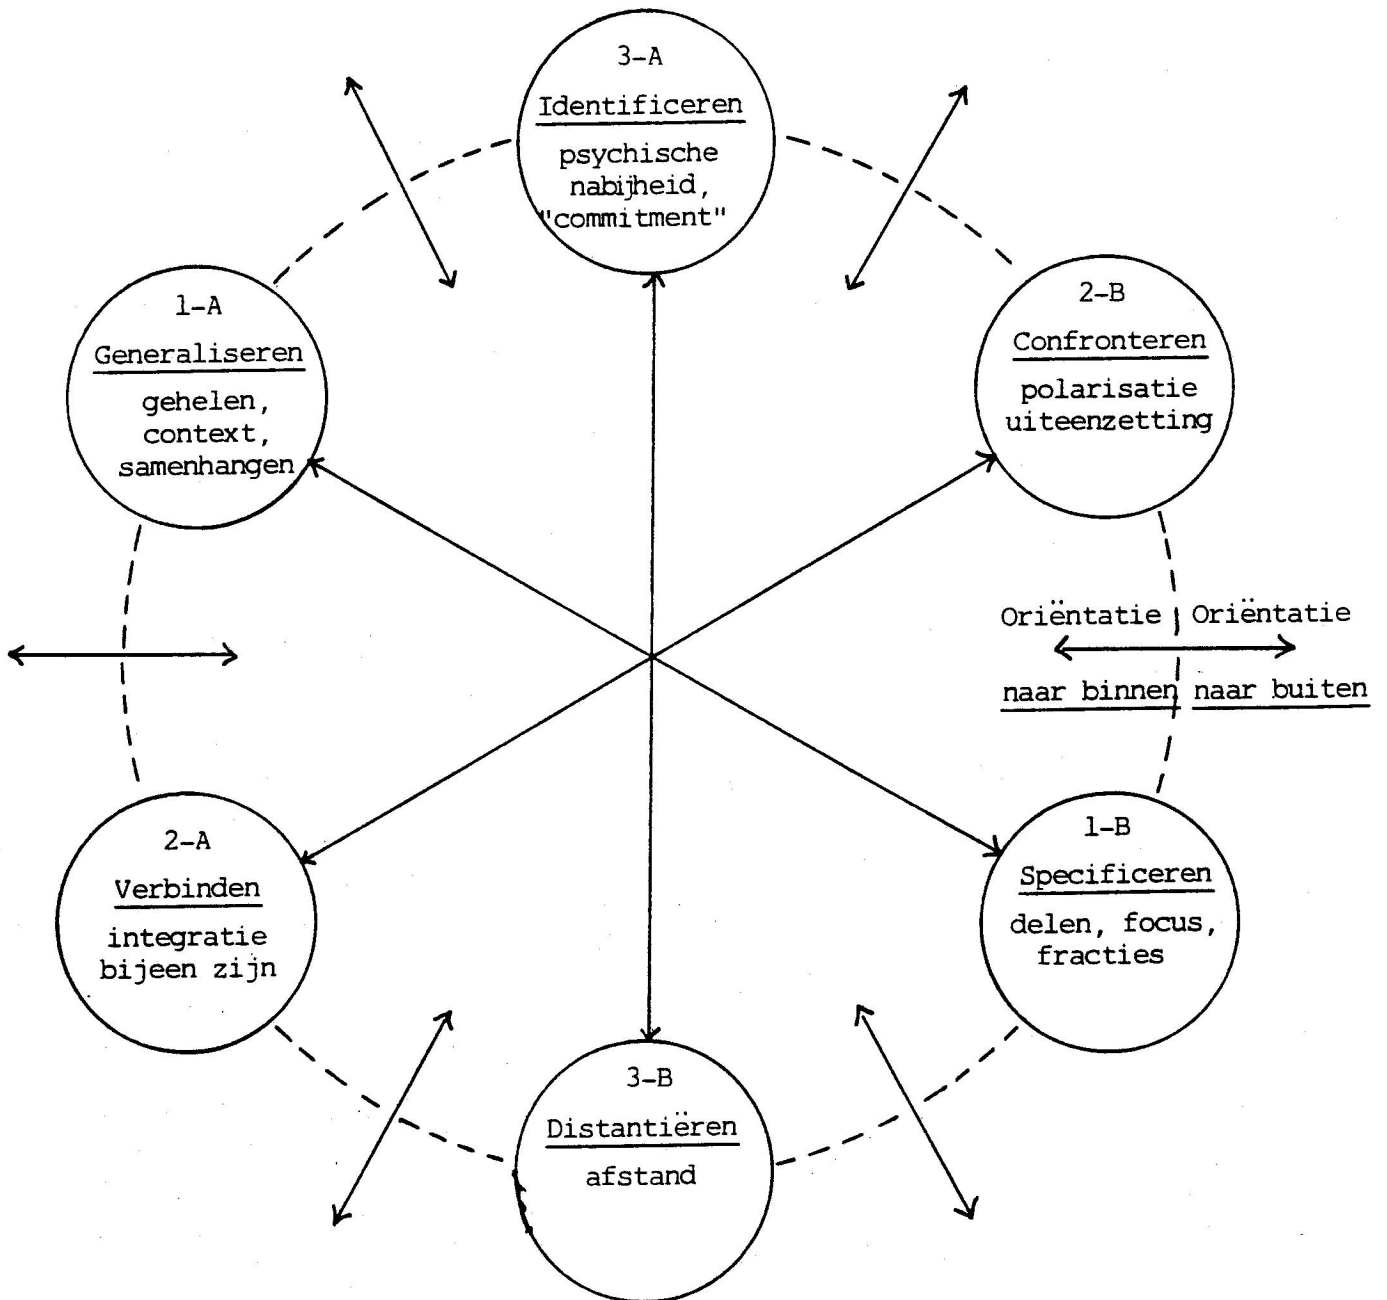 3-A
Identificeren
psychische
nabijheid,
"commitment"
1-A
Generaliseren
gehelen,
context,
samenhangen
2-B
Confronteren
polarisatie
uiteenzetting
Oriëntatie Oriëntatie
naar binnen naar buiten
2-A
Verbinden
integratie
bijeen zijn
1-B
Specificeren
delen, focus,
fracties
3-B
Distantiëren
afstand